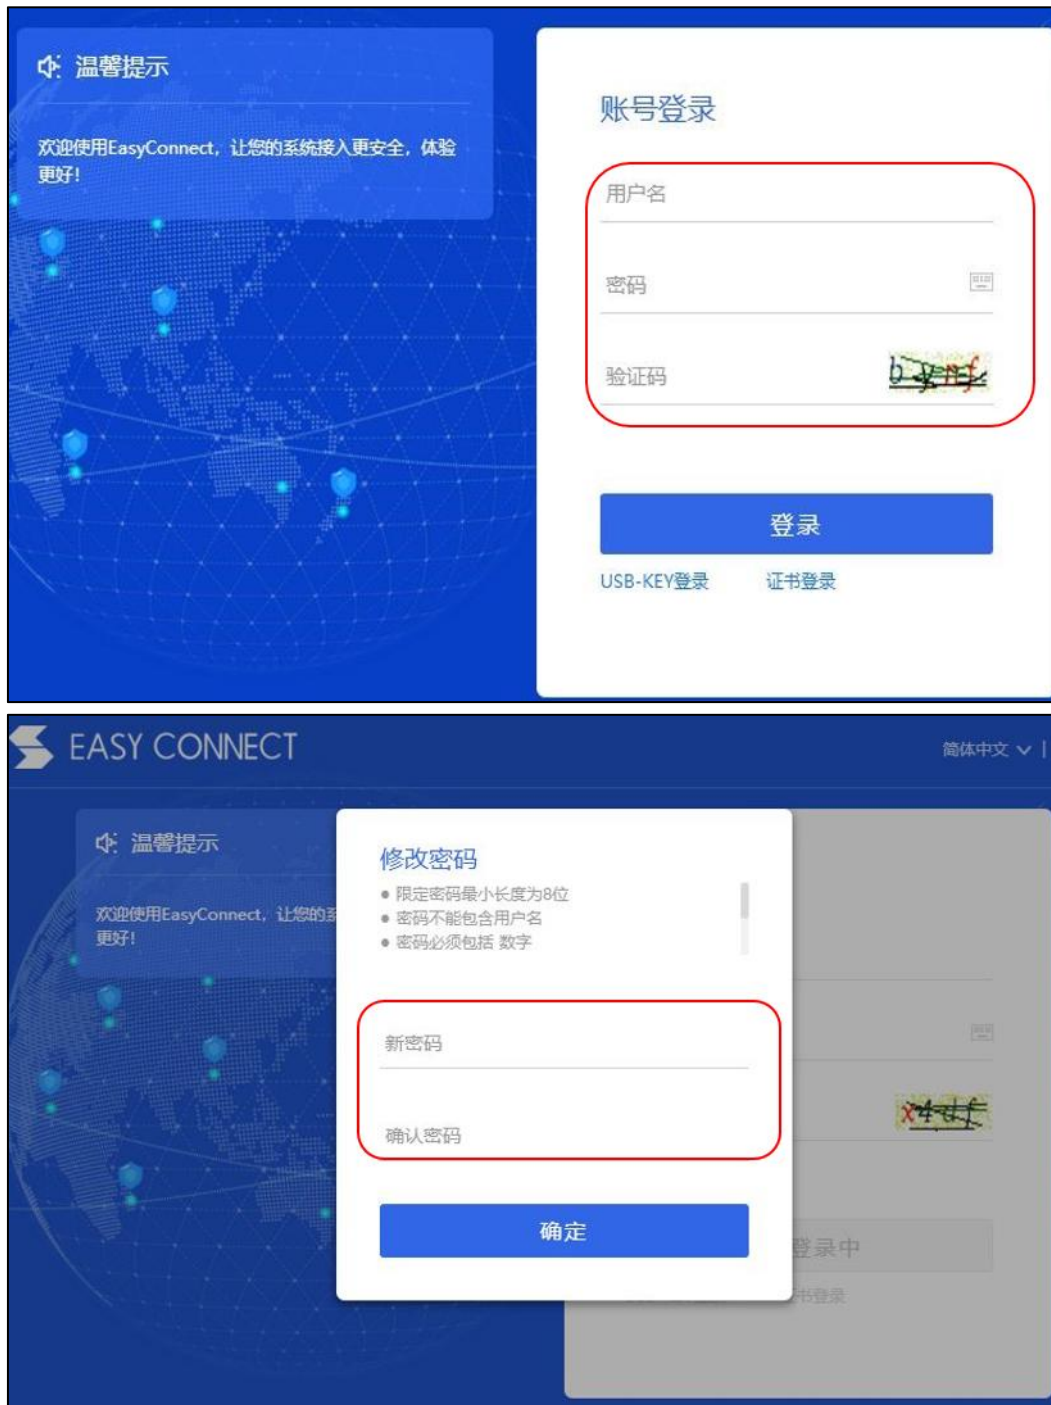 温馨提示
欢迎使用EasyConnect，让您的系统接入更安全，体验
更好！
账号登录
用户名
密码
验证码
bynf
登录
USB-KEY登录 证书登录
EASY CONNECT
简体中文
温馨提示
欢迎使用EasyConnect，让您的系
更好！
修改密码
限定密码最小长度为8位
密码不能包含用户名
密码必须包括 数字
新密码
确认密码
确定
x4df
登录中
书登录